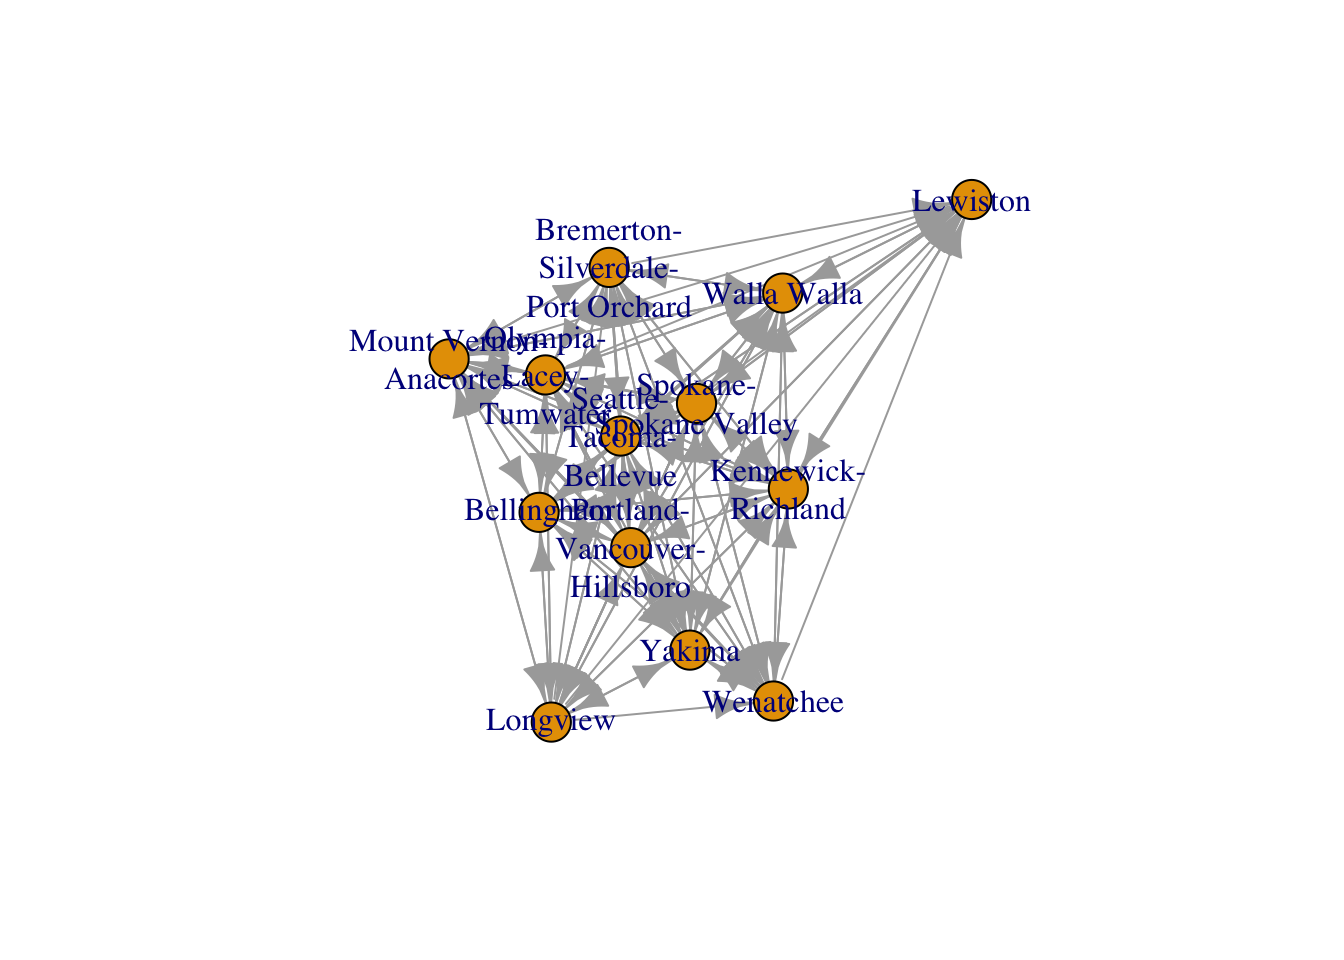 Lewiston
Bremerton-
Silverdale-
Port Orchard
Walla Walla
Mount Vernon-
Anacortes
Olympia-
Lacey-
Tumwater
Spokane-
Spokane Valley
Seattle-
Tacoma-
Bellevue
Kennewick-
Richland
Bellingham
Portland-
Vancouver-
Hillsboro
Yakima
Wenatchee
Longview